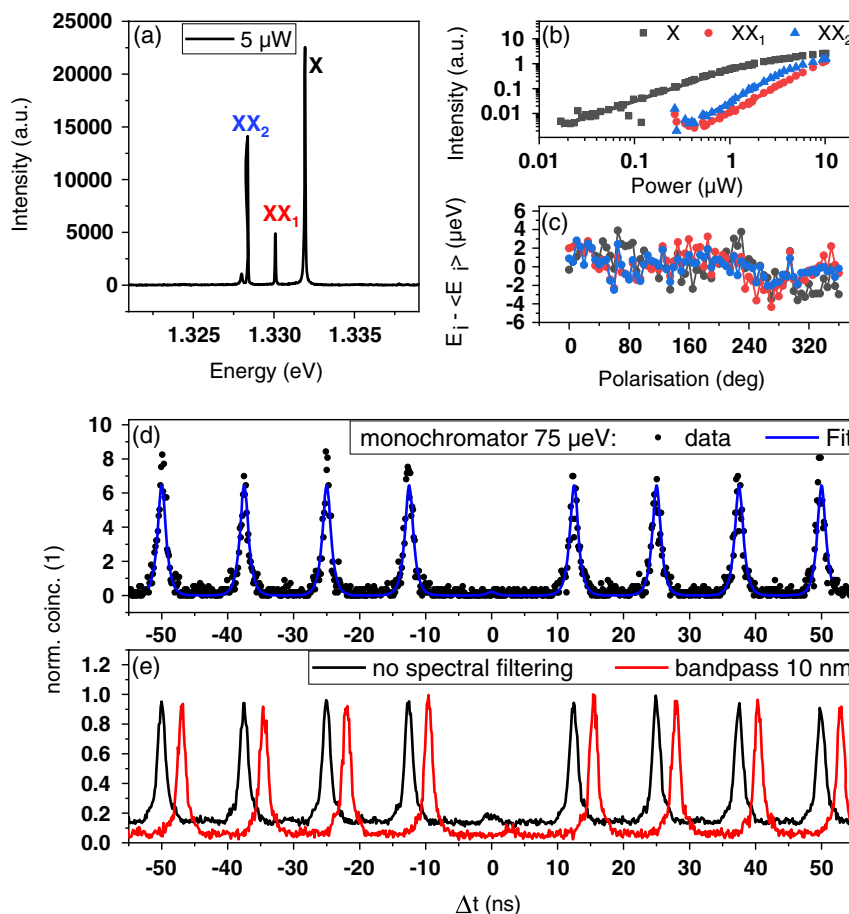 (a)
5 µW
X
XX2
XX1
25000
20000
15000
10000
5000
0
Intensity (a.u.)
1.325 1.330 1.335
Energy (eV)
(b)
X XX1 XX2
10
1
0.1
0.01
Intensity (a.u.)
0.01 0.1 1 10
Power (µW)
(c)
6
4
2
0
-2
-4
-6
Ei - <E i> (µeV)
0 80 160 240 320
Polarisation (deg)
(d)
monochromator 75 µeV: data Fit
10
8
6
4
2
0
-50 -40 -30 -20 -10 0 10 20 30 40 50
norm. coinc. (1)
(e)
no spectral filtering bandpass 10 nm
1.2
1.0
0.8
0.6
0.4
0.2
0.0
-50 -40 -30 -20 -10 0 10 20 30 40 50
Δt (ns)